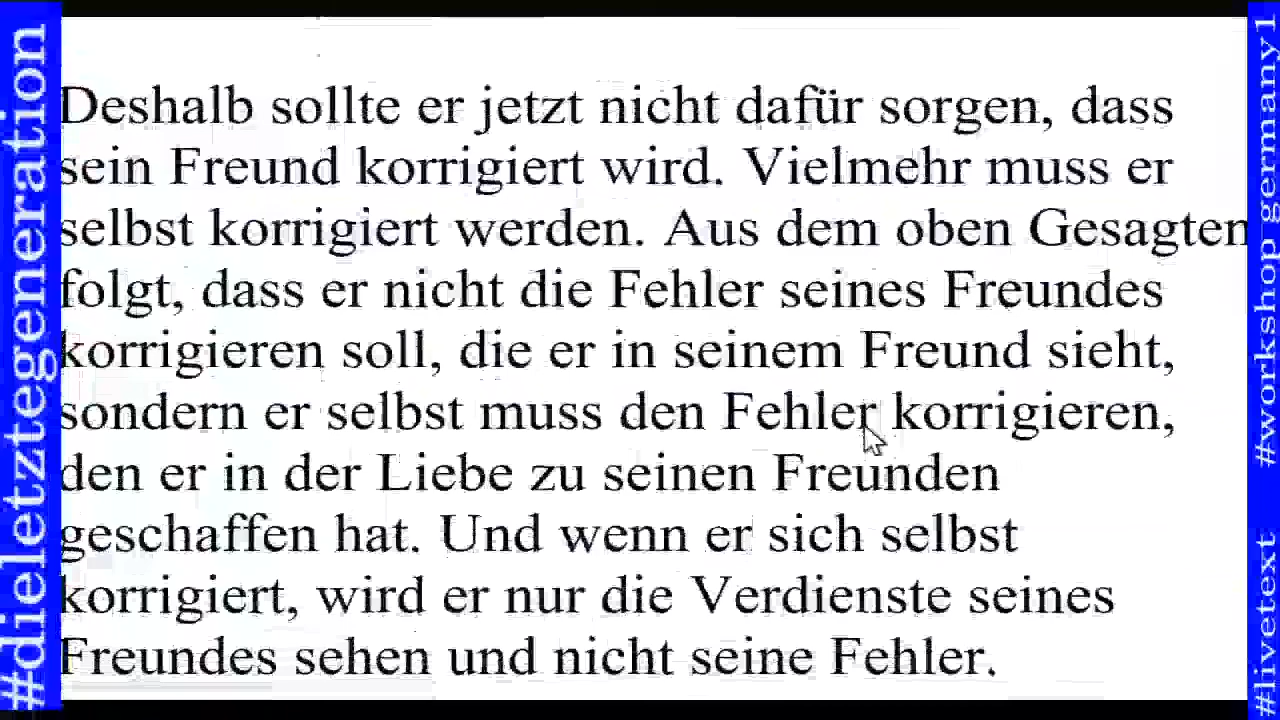 #dieletztegeneration
Deshalb sollte er jetzt nicht dafür sorgen, dass
sein Freund korrigiert wird. Vielmehr muss er
selbst korrigiert werden. Aus dem oben Gesagten
folgt, dass er nicht die Fehler seines Freundes
korrigieren soll, die er in seinem Freund sieht,
sondern er selbst muss den Fehler korrigieren,
den er in der Liebe zu seinen Freunden
geschaffen hat. Und wenn er sich selbst
korrigiert, wird er nur die Verdienste seines
Freundes sehen und nicht seine Fehler.
#livetext #workshop germany1